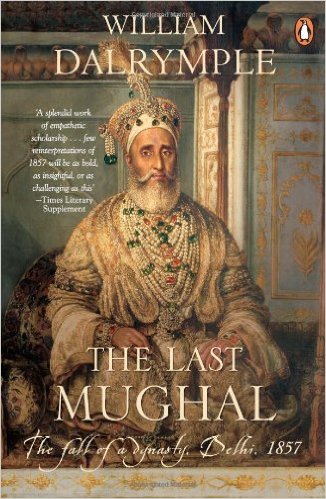 WILLIAM
DALRYMPLE
'A splendid work
of empathetic
scholarship . . . few
reinterpretations of
1857 will be as bold,
as insightful, or as
challenging as this'
—Times Literary
Supplement
THE LAST
MUGHAL
The fall of a dynasty, Delhi, 1857